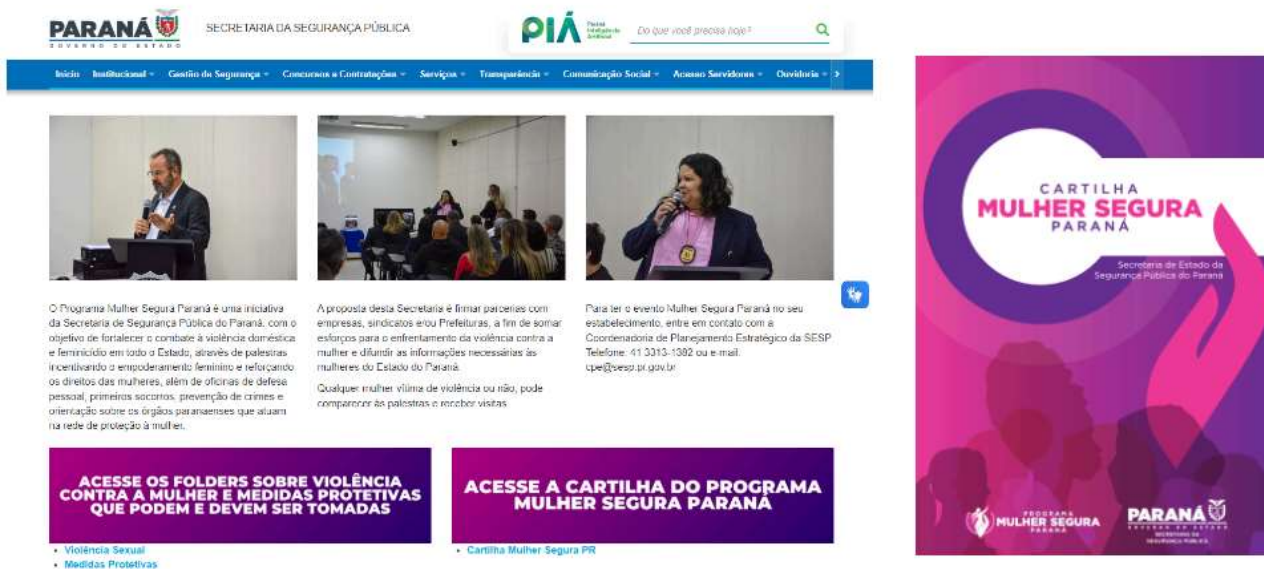 PARANÁ
GOVERNO DO ESTADO
SECRETARIA DA SEGURANÇA PÚBLICA
PIÁ
Paraná
Inteligência
Artificial
Do que você precisa hoje?
Início Institucional Gestão da Segurança Concursos e Contratações Serviços Transparência Comunicação Social Acesso Servidores Ouvidoria
O Programa Mulher Segura Paraná é uma iniciativa
da Secretaria de Segurança Pública do Paraná, com o
objetivo de fortalecer o combate à violência doméstica
e feminicídio em todo o Estado, através de palestras
incentivando o empoderamento feminino e reforçando
os direitos das mulheres, além de oficinas de defesa
pessoal, primeiros socorros, prevenção de crimes e
orientação sobre os órgãos paranaenses que atuam
na rede de proteção à mulher.
A proposta desta Secretaria é firmar parcerias com
empresas, sindicatos e/ou Prefeituras, a fim de somar
esforços para o enfrentamento da violência contra a
mulher e difundir as informações necessárias às
mulheres do Estado do Paraná.
Qualquer mulher vítima de violência ou não, pode
comparecer às palestras e receber visitas.
Para ter o evento Mulher Segura Paraná no seu
estabelecimento, entre em contato com a
Coordenadoria de Planejamento Estratégico da SESP
Telefone: 41 3313-1382 ou e-mail:
cpe@sesp.pr.gov.br
ACESSE OS FOLDERS SOBRE VIOLÊNCIA
CONTRA A MULHER E MEDIDAS PROTETIVAS
QUE PODEM E DEVEM SER TOMADAS
Violência Sexual
Medidas Protetivas
ACESSE A CARTILHA DO PROGRAMA
MULHER SEGURA PARANÁ
Cartilha Mulher Segura PR
CARTILHA
MULHER SEGURA
PARANÁ
Secretaria de Estado da
Segurança Pública do Paraná
PROGRAMA
MULHER SEGURA
PARANÁ
PARANÁ
GOVERNO DO ESTADO
SECRETARIA DA
SEGURANÇA PÚBLICA